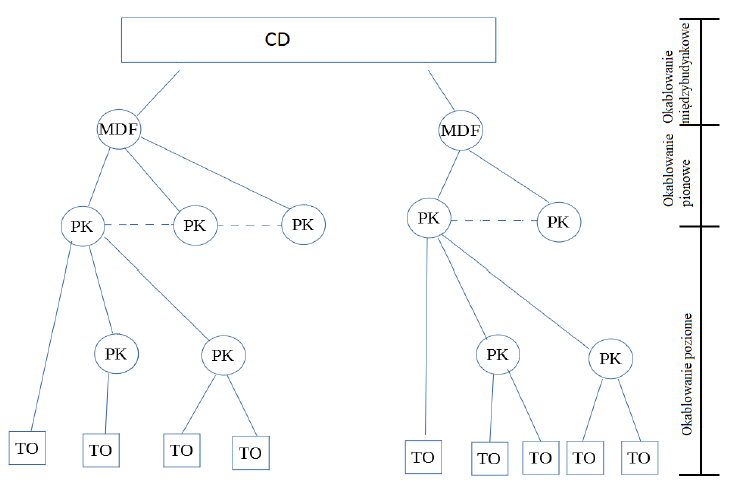 CD
MDF
MDF
PK
PK
PK
PK
PK
PK
PK
PK
PK
TO
TO
TO
TO
TO
TO
TO
TO
TO
Okablowanie
międzybudynkowe
Okablowanie
pionowe
Okablowanie poziome